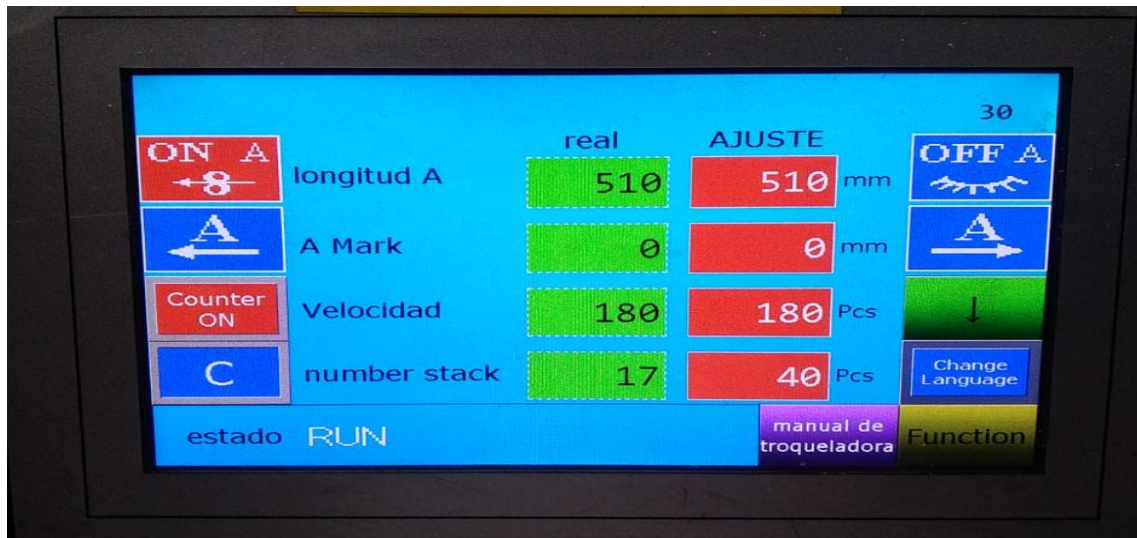 30
real AJUSTE
ON A
longitud A 510 510 mm
OFF A
A
A Mark 0 0 mm
A
Counter
ON
Velocidad 180 180 Pcs
↓
C
number stack 17 40 Pcs
Change
Language
estado RUN
manual de
troqueladora
Function